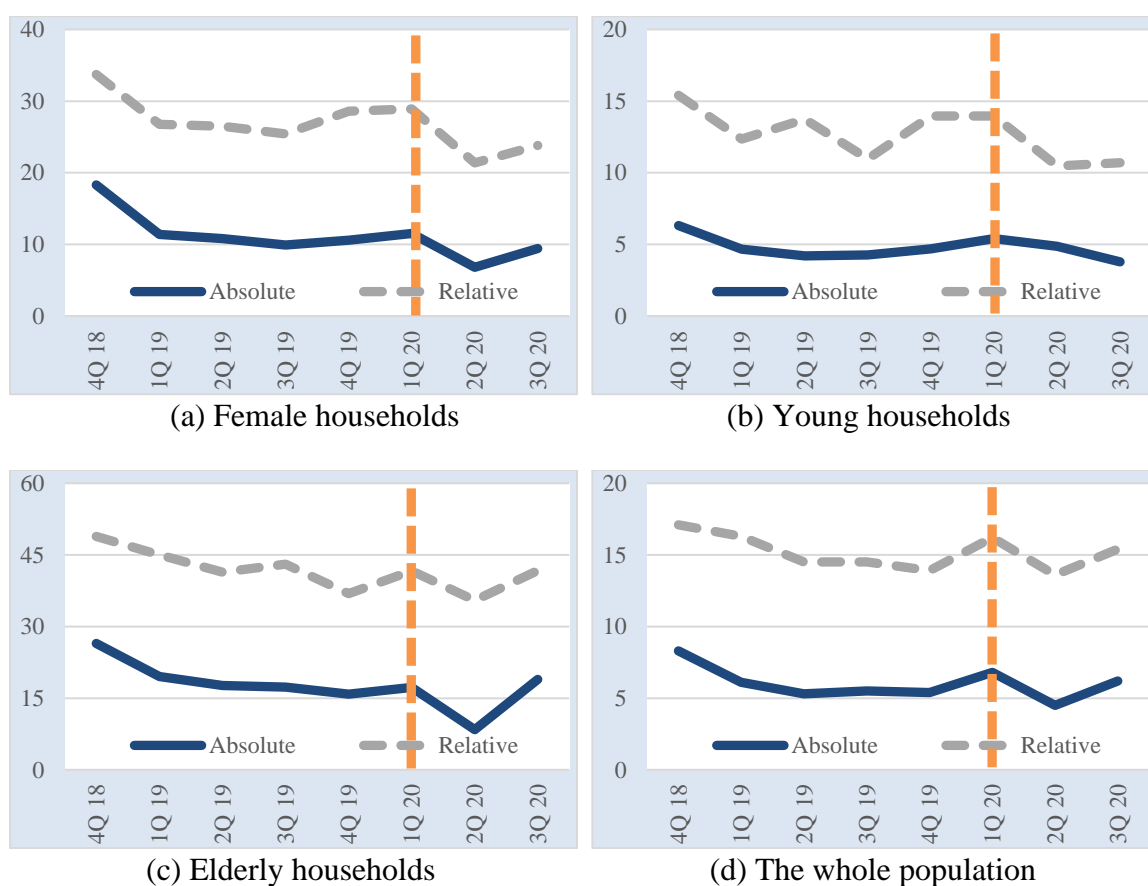 40
30
20
10
0
Absolute Relative
4Q 18 1Q 19 2Q 19 3Q 19 4Q 19 1Q 20 2Q 20 3Q 20
(a) Female households
20
15
10
5
0
Absolute Relative
4Q 18 1Q 19 2Q 19 3Q 19 4Q 19 1Q 20 2Q 20 3Q 20
(b) Young households
60
45
30
15
0
Absolute Relative
4Q 18 1Q 19 2Q 19 3Q 19 4Q 19 1Q 20 2Q 20 3Q 20
(c) Elderly households
20
15
10
5
0
Absolute Relative
4Q 18 1Q 19 2Q 19 3Q 19 4Q 19 1Q 20 2Q 20 3Q 20
(d) The whole population